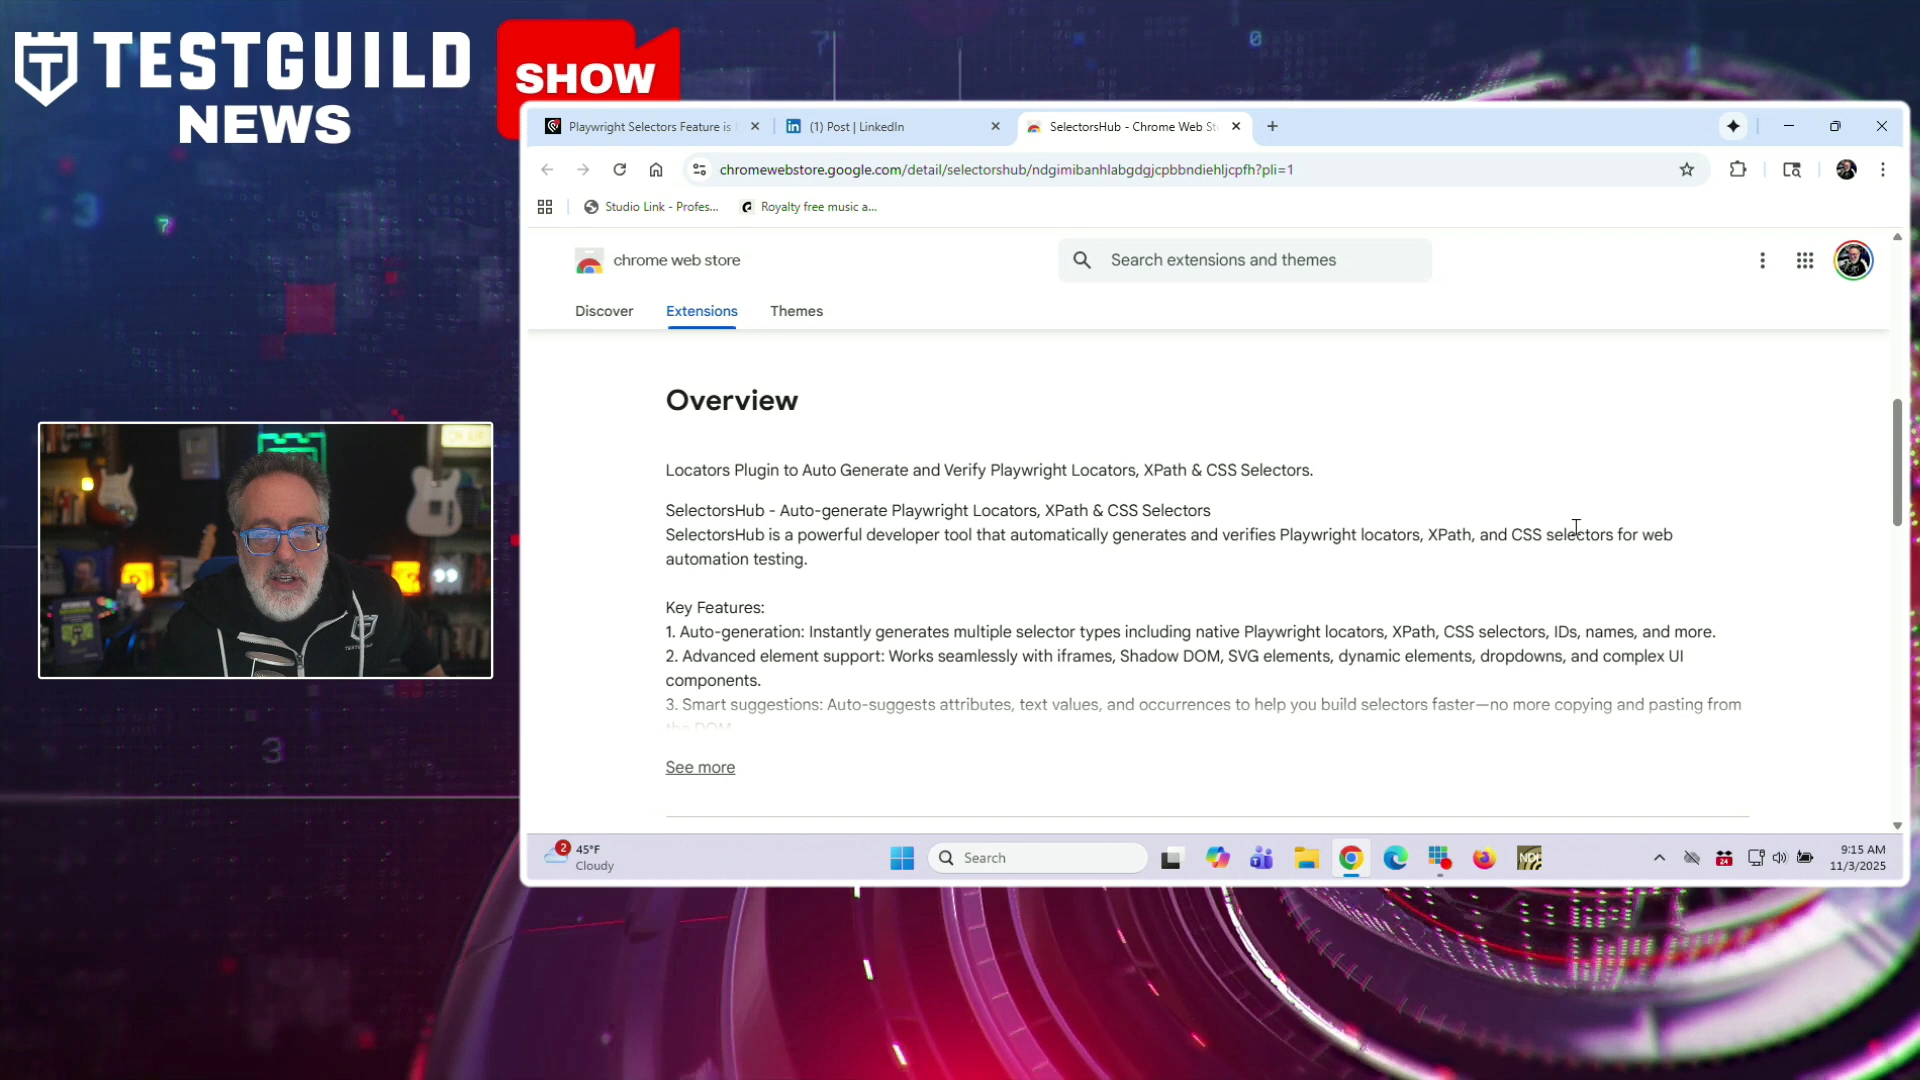 TESTGUILD
NEWS
SHOW
Playwright Selectors Feature is
(1) Post | LinkedIn
SelectorsHub - Chrome Web St
chromewebstore.google.com/detail/selectorshub/ndgimibanhlabgdgjcpbbndiehljcpfh?pli=1
Studio Link - Profes...
Royalty free music a...
chrome web store
Search extensions and themes
Discover
Extensions
Themes
Overview
Locators Plugin to Auto Generate and Verify Playwright Locators, XPath & CSS Selectors.
SelectorsHub - Auto-generate Playwright Locators, XPath & CSS Selectors
SelectorsHub is a powerful developer tool that automatically generates and verifies Playwright locators, XPath, and CSS selectors for web
automation testing.
Key Features:
1. Auto-generation: Instantly generates multiple selector types including native Playwright locators, XPath, CSS selectors, IDs, names, and more.
2. Advanced element support: Works seamlessly with iframes, Shadow DOM, SVG elements, dynamic elements, dropdowns, and complex UI
components.
3. Smart suggestions: Auto-suggests attributes, text values, and occurrences to help you build selectors faster—no more copying and pasting from
the DOM.
See more
2
45°F
Cloudy
Search
NDI
24
9:15 AM
11/3/2025